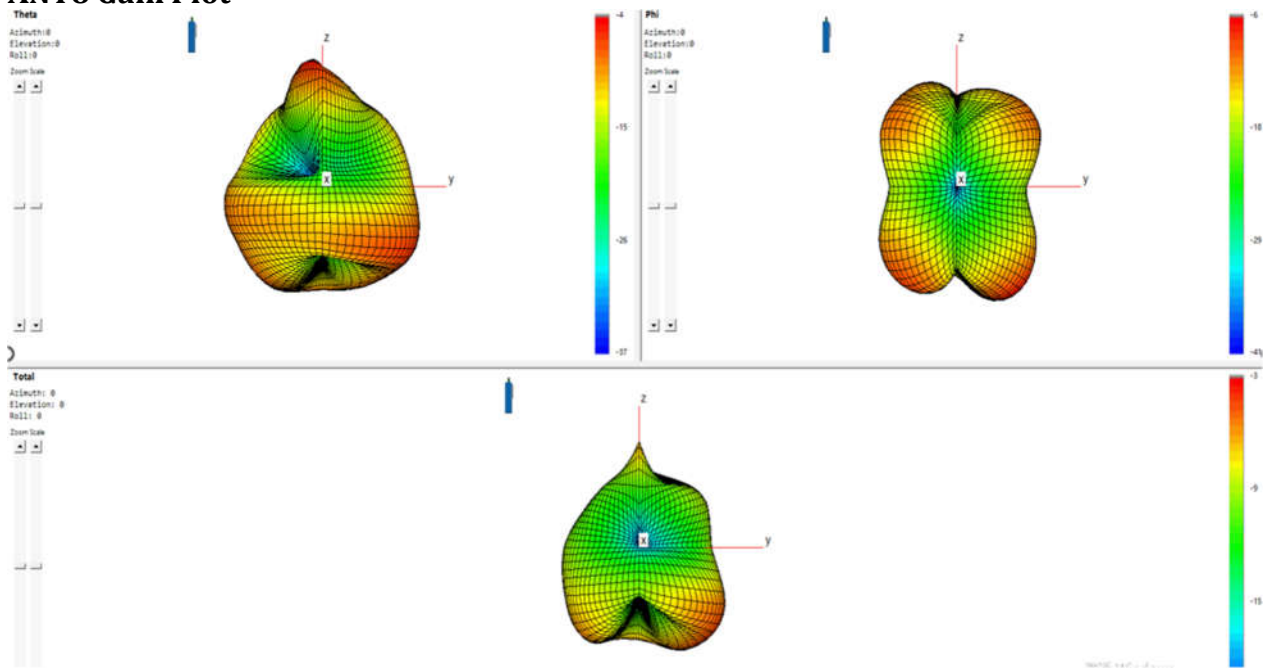 Theta
Azimuth:0
Elevation:0
Roll:0
Zoom Scale
z
x
y
-4
-15
-26
-37
Phi
Azimuth:0
Elevation:0
Roll:0
Zoom Scale
z
x
y
-6
-18
-41
Total
Azimuth: 0
Elevation: 0
Roll: 0
Zoom Scale
z
x
y
-3
-9
-15